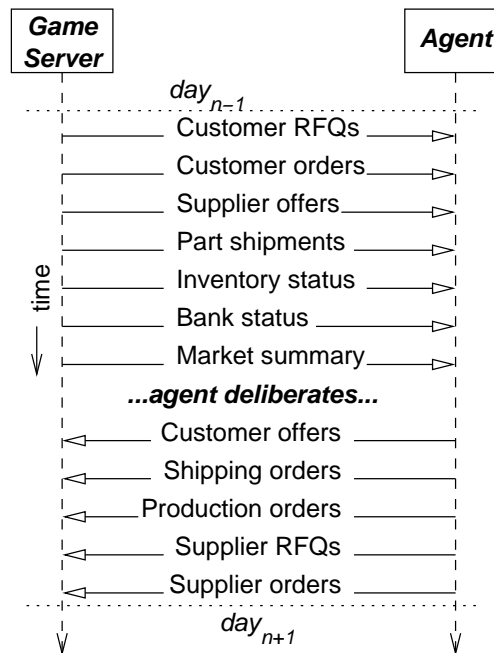 Game
Server
Agent
day n−1
Customer RFQs
Customer orders
Supplier offers
Part shipments
Inventory status
Bank status
Market summary
time
...agent deliberates...
Customer offers
Shipping orders
Production orders
Supplier RFQs
Supplier orders
day n+1